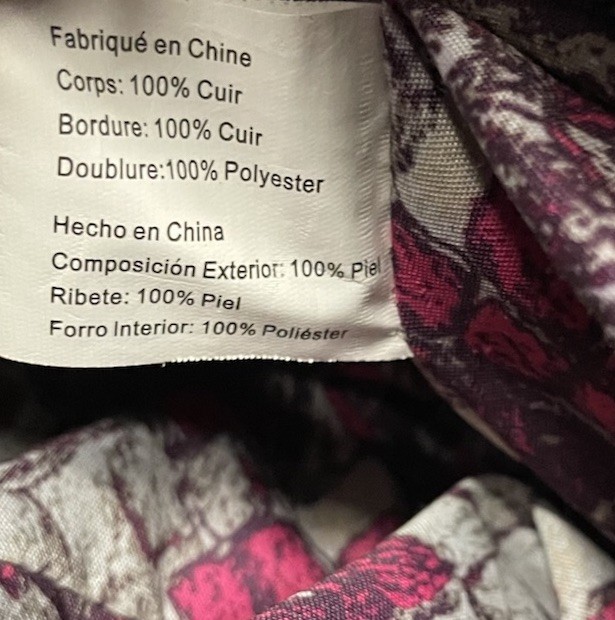 Fabriqué en Chine
Corps: 100% Cuir
Bordure: 100% Cuir
Doublure:100% Polyester
Hecho en China
Composición Exterior: 100% Piel
Ribete: 100% Piel
Forro Interior: 100% Poliéster